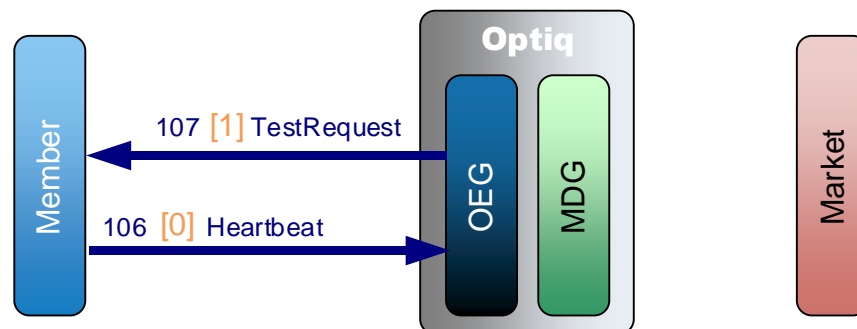 Optiq
Member
107 [1] TestRequest
106 [0] Heartbeat
OEG
MDG
Market